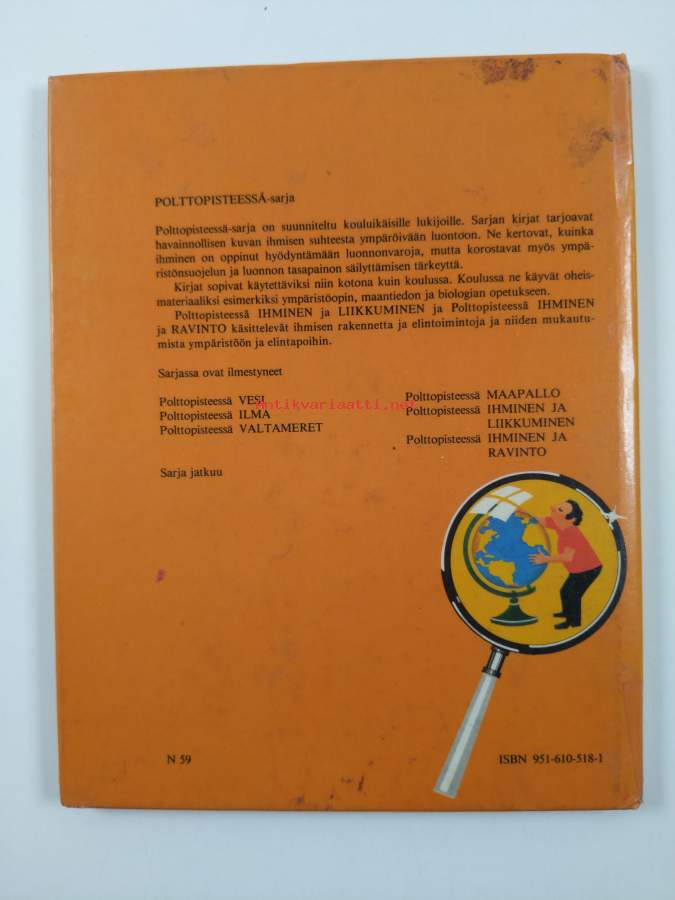 POLTTOPISTEESSÄ-sarja
Polttopisteessä-sarja on suunniteltu kouluikäisille lukijoille. Sarjan kirjat tarjoavat
havainnollisen kuvan ihmisen suhteesta ympäröivään luontoon. Ne kertovat, kuinka
ihminen on oppinut hyödyntämään luonnonvaroja, mutta korostavat myös ympä-
ristönsuojelun ja luonnon tasapainon säilyttämisen tärkeyttä.
Kirjat sopivat käytettäviksi niin kotona kuin koulussa. Koulussa ne käyvät oheis-
materiaaliksi esimerkiksi ympäristöopin, maantiedon ja biologian opetukseen.
Polttopisteessä IHMINEN ja LIIKKUMINEN ja Polttopisteessä IHMINEN
ja RAVINTO käsittelevät ihmisen rakennetta ja elintoimintoja ja niiden mukautu-
mista ympäristöön ja elintapoihin.
Sarjassa ovat ilmestyneet
Polttopisteessä VESI
Polttopisteessä ILMA
Polttopisteessä VALTAMERET
Polttopisteessä MAAPALLO
Polttopisteessä IHMINEN JA
LIIKKUMINEN
Polttopisteessä IHMINEN JA
RAVINTO
Antikvariaatti.net
Sarja jatkuu
N 59
ISBN 951-610-518-1